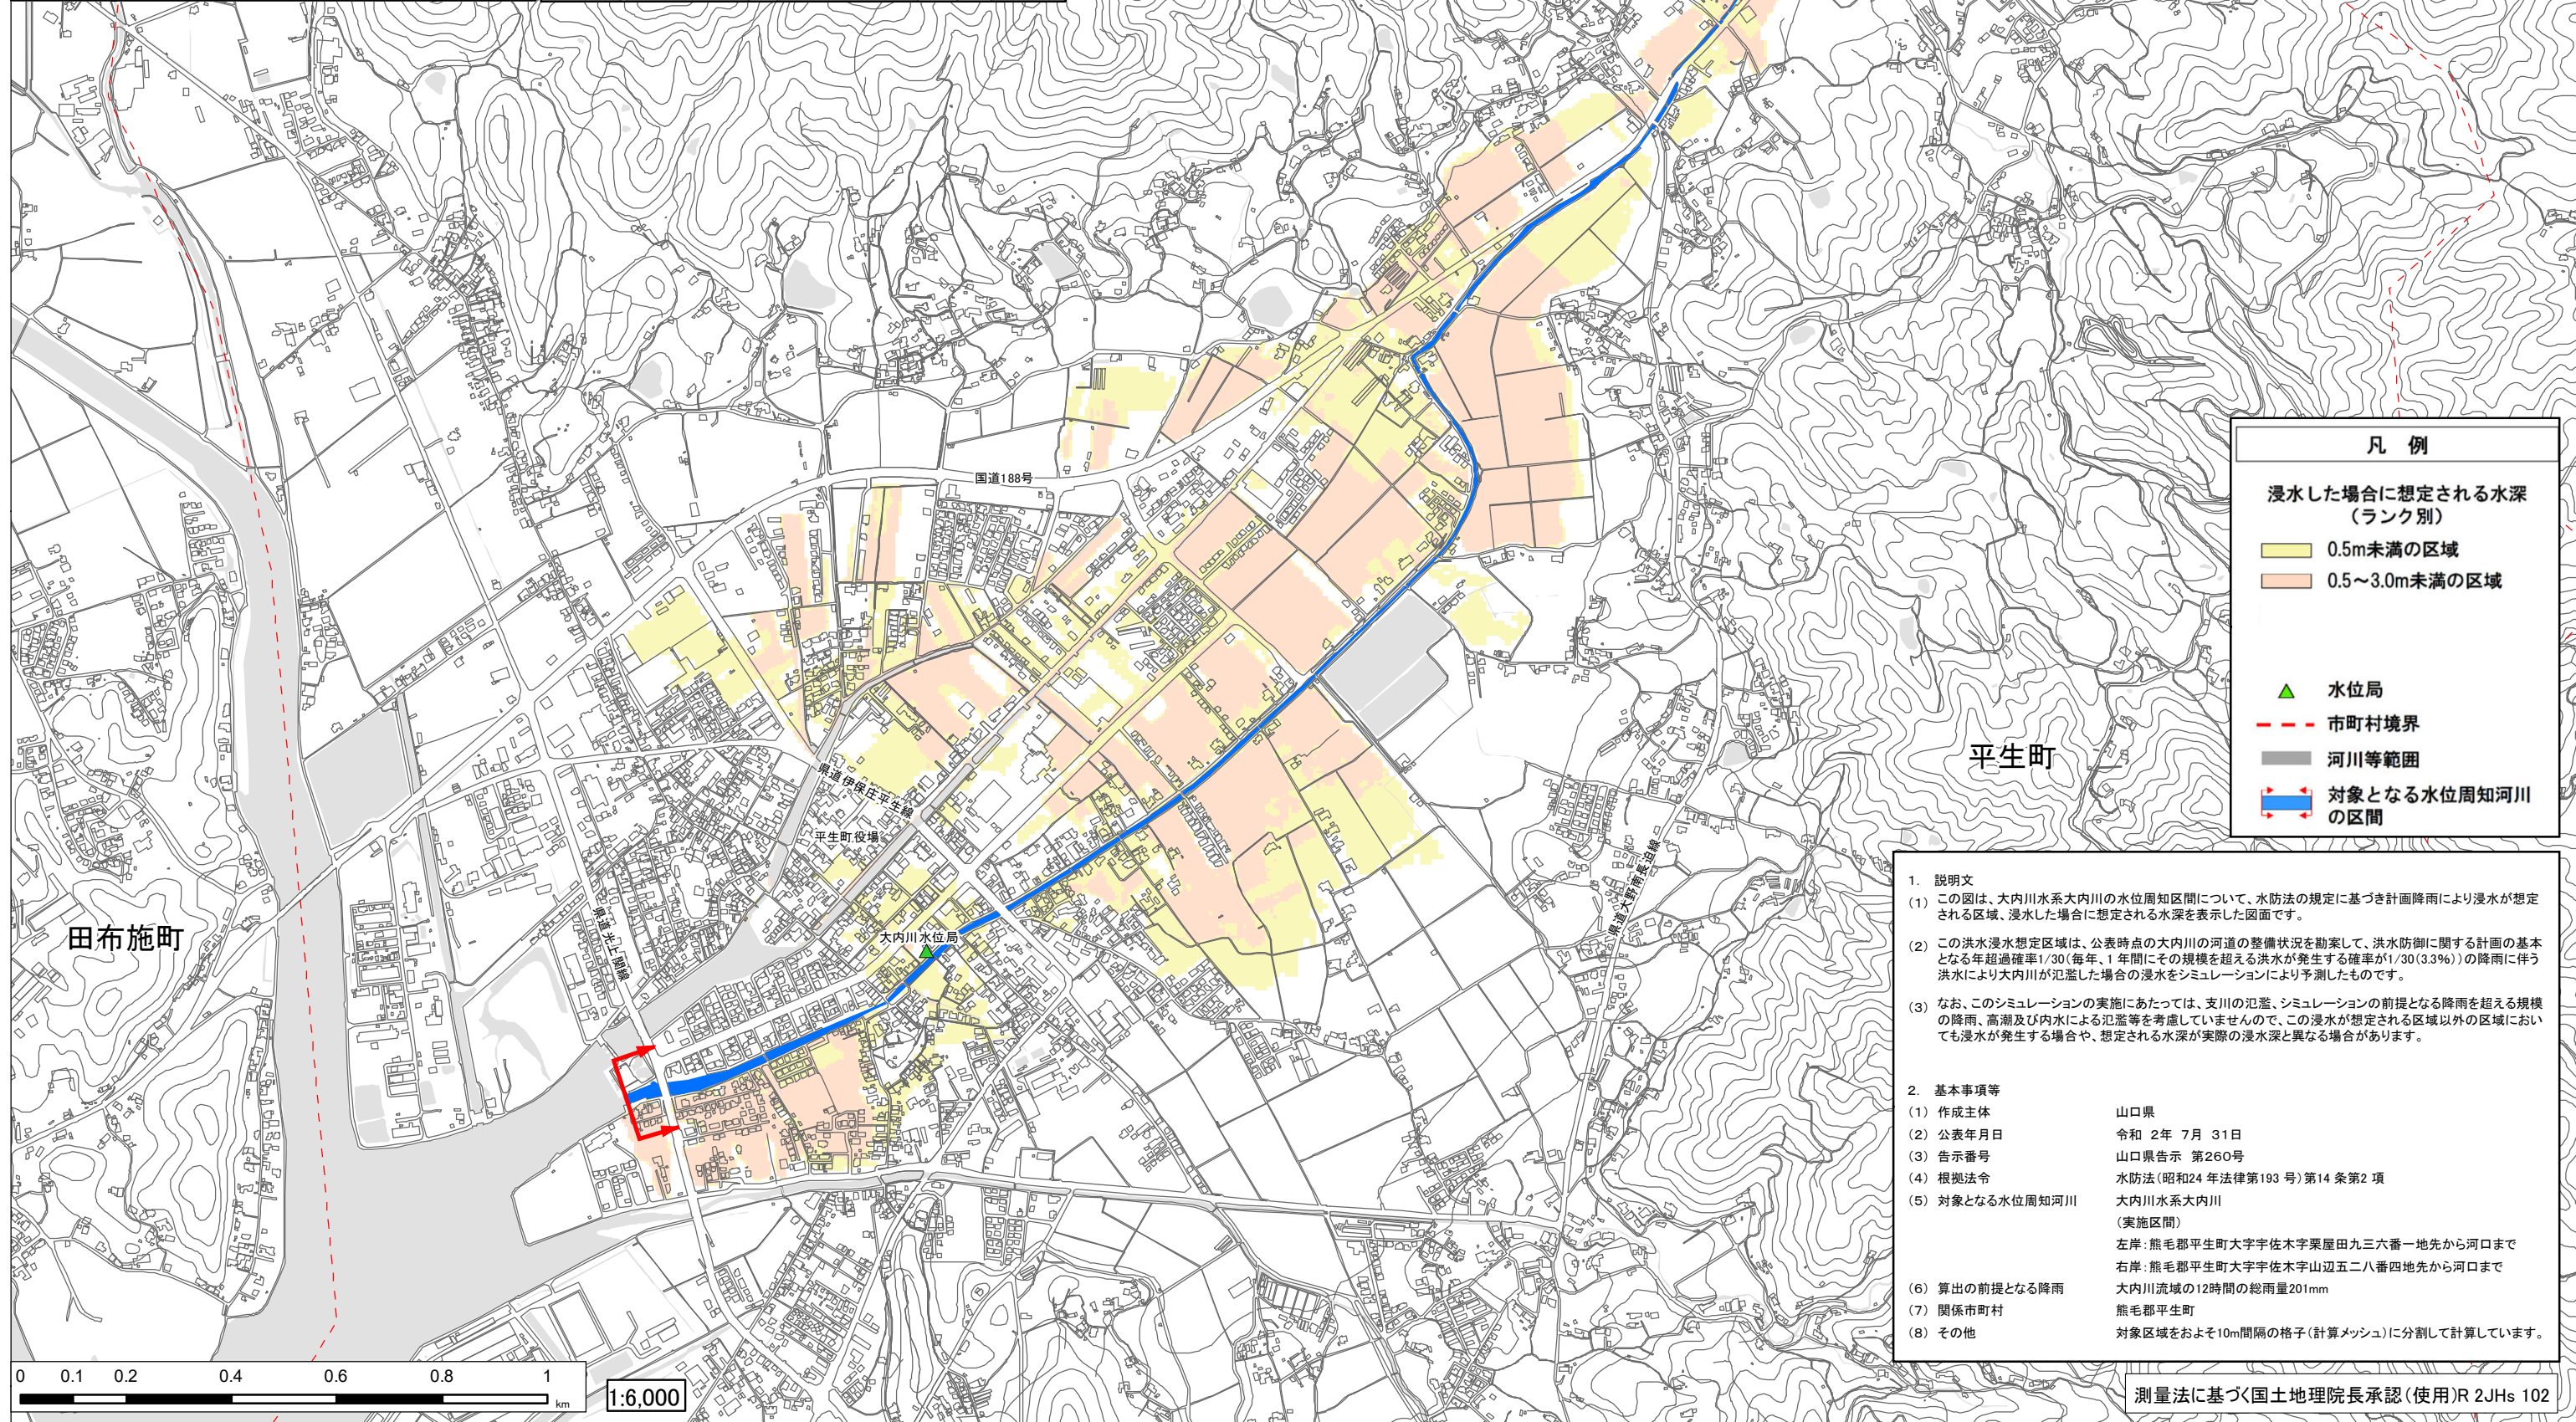 国道188号
県道伊保庄平生線
平生町役場
大内川水位局
県道光上関線
県道大野南長迫線
田布施町
平生町
凡 例
浸水した場合に想定される水深
(ランク別)
0.5m未満の区域
0.5~3.0m未満の区域
水位局
市町村境界
河川等範囲
対象となる水位周知河川
の区間
1. 説明文
(1) この図は、大内川水系大内川の水位周知区間について、水防法の規定に基づき計画降雨により浸水が想定
される区域、浸水した場合に想定される水深を表示した図面です。
(2) この洪水浸水想定区域は、公表時点の大内川の河道の整備状況を勘案して、洪水防御に関する計画の基本
となる年超過確率1/30(毎年、1年間にその規模を超える洪水が発生する確率が1/30(3.3%))の降雨に伴う
洪水により大内川が氾濫した場合の浸水をシミュレーションにより予測したものです。
(3) なお、このシミュレーションの実施にあたっては、支川の氾濫、シミュレーションの前提となる降雨を超える規模
の降雨、高潮及び内水による氾濫等を考慮していませんので、この浸水が想定される区域以外の区域におい
ても浸水が発生する場合や、想定される水深が実際の浸水深と異なる場合があります。
2. 基本事項等
(1) 作成主体 山口県
(2) 公表年月日 令和 2年 7月 31日
(3) 告示番号 山口県告示 第260号
(4) 根拠法令 水防法(昭和24 年法律第193 号)第14 条第2 項
(5) 対象となる水位周知河川 大内川水系大内川
(実施区間)
左岸:熊毛郡平生町大字宇佐木字栗屋田九三六番一地先から河口まで
右岸:熊毛郡平生町大字宇佐木字山辺五二八番四地先から河口まで
(6) 算出の前提となる降雨 大内川流域の12時間の総雨量201mm
(7) 関係市町村 熊毛郡平生町
(8) その他 対象区域をおよそ10m間隔の格子(計算メッシュ)に分割して計算しています。
0 0.1 0.2 0.4 0.6 0.8 1
km
1:6,000
測量法に基づく国土地理院長承認(使用)R 2JHs 102